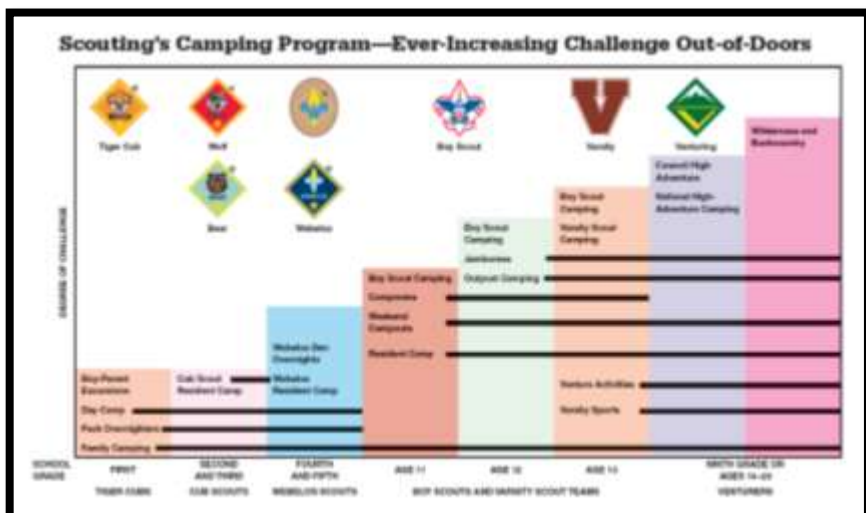 Scouting's Camping Program—Ever-Increasing Challenge Out-of-Doors
Tiger Cub
Wolf
Boy Scout
Varsity
Venturing
Bear
Webelos
Wilderness and
Backcountry
Council High
Adventure
National High-
Adventure Camping
Boy Scout
Camping
Varsity Scout
Camping
Boy Scout
Camping
Jamborees
Outpost Camping
Boy Scout Camping
Camporees
Weekend
Campouts
Resident Camp
Webelos Den
Overnights
Webelos
Resident Camp
Venture Activities
Varsity Sports
Boy-Parent
Excursions
Cub Scout
Resident Camp
Day Camp
Pack Overnighters
Family Camping
DEGREE OF CHALLENGE
SCHOOL
GRADE
FIRST
SECOND
AND THIRD
FOURTH
AND FIFTH
AGE 11
AGE 12
AGE 13
NINTH GRADE OR
AGES 14–20
TIGER CUBS
CUB SCOUTS
WEBELOS SCOUTS
BOY SCOUTS AND VARSITY SCOUT TEAMS
VENTURERS